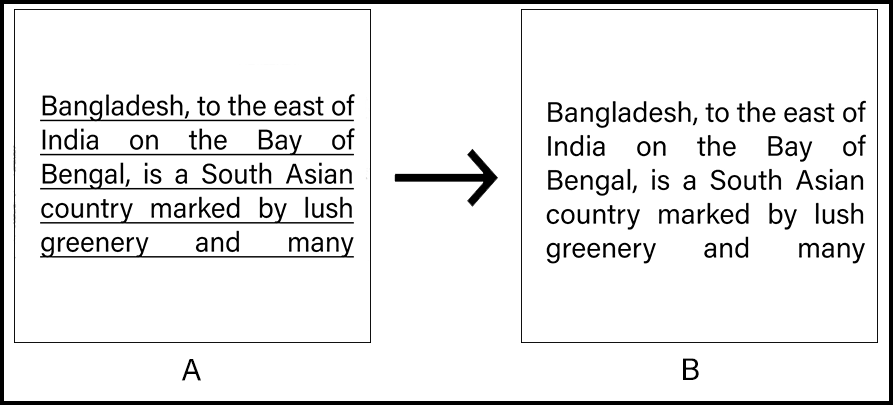 Bangladesh, to the east of
India on the Bay of
Bengal, is a South Asian
country marked by lush
greenery and many
A
Bangladesh, to the east of
India on the Bay of
Bengal, is a South Asian
country marked by lush
greenery and many
B